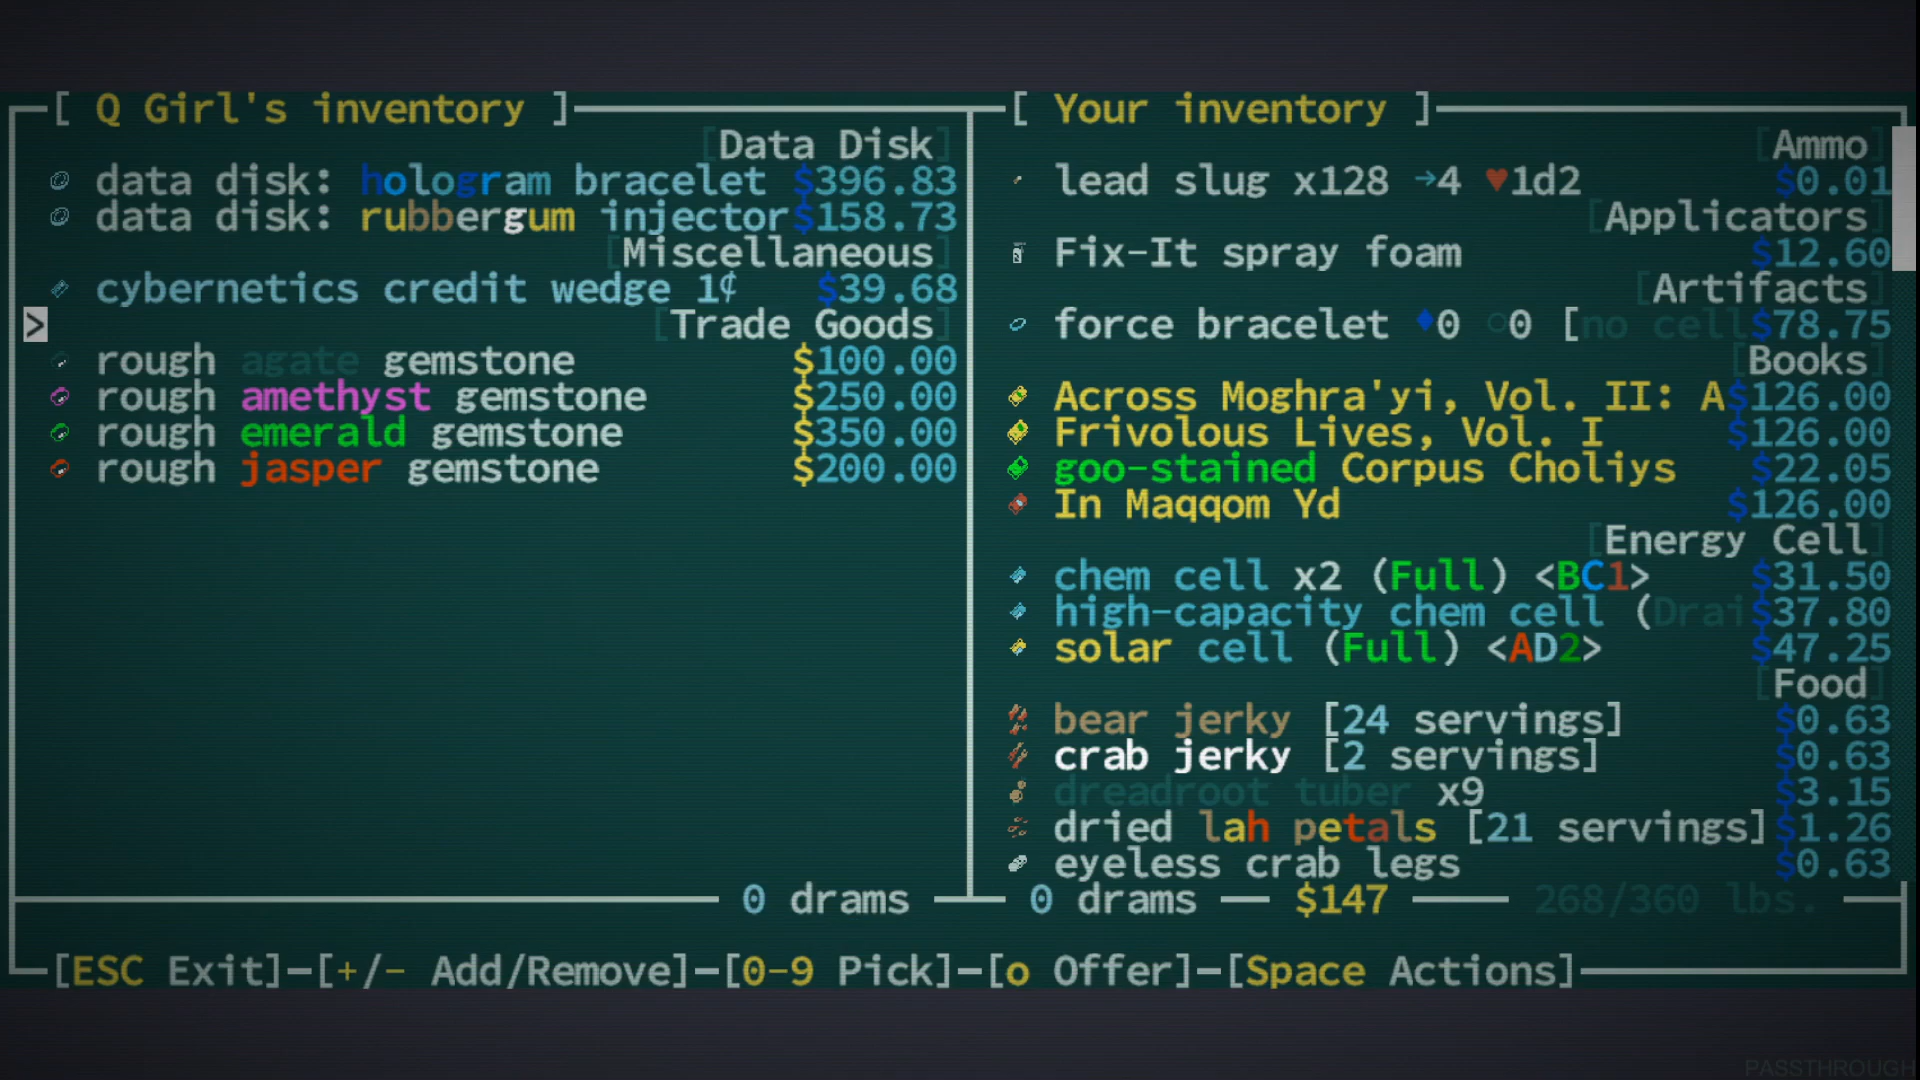 [ Q Girl's inventory ]
[Data Disk]
data disk: hologram bracelet $396.83
data disk: rubbergum injector $158.73
[Miscellaneous]
cybernetics credit wedge 1¢ $39.68
>
[Trade Goods]
rough agate gemstone $100.00
rough amethyst gemstone $250.00
rough emerald gemstone $350.00
rough jasper gemstone $200.00
0 drams
[ Your inventory ]
[Ammo]
lead slug x128 →4 ♥1d2 $0.01
[Applicators]
Fix-It spray foam $12.60
[Artifacts]
force bracelet ♦0 ○0 [no cell $78.75
[Books]
Across Moghra'yi, Vol. II: A $126.00
Frivolous Lives, Vol. I $126.00
goo-stained Corpus Choliys $22.05
In Maqqom Yd $126.00
[Energy Cell]
chem cell x2 (Full) <BC1> $31.50
high-capacity chem cell (Drai $37.80
solar cell (Full) <AD2> $47.25
[Food]
bear jerky [24 servings] $0.63
crab jerky [2 servings] $0.63
dreadroot tuber x9 $3.15
dried lah petals [21 servings] $1.26
eyeless crab legs $0.63
0 drams — $147 — 268/360 lbs.
[ESC Exit]-[+/- Add/Remove]-[0-9 Pick]-[o Offer]-[Space Actions]
PASSTHROUGH